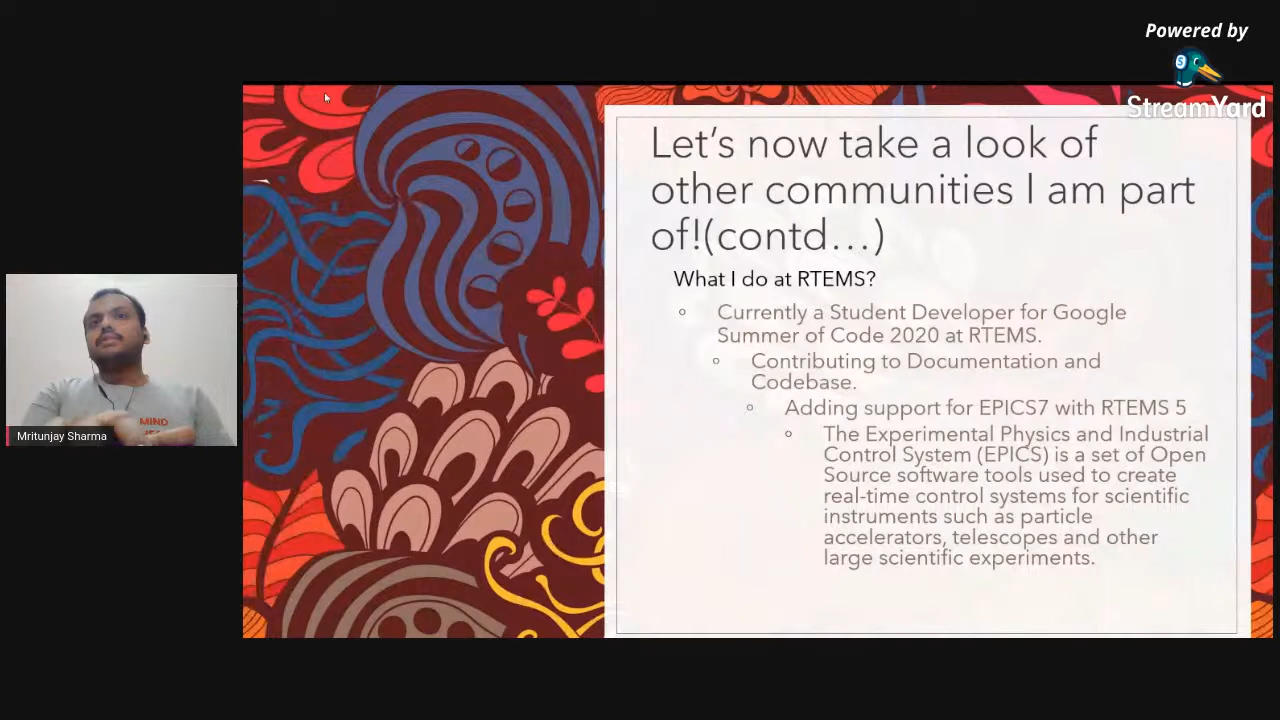 Powered by
StreamYard
Let's now take a look of
other communities I am part
of!(contd...)
What I do at RTEMS?
Currently a Student Developer for Google
Summer of Code 2020 at RTEMS.
Contributing to Documentation and
Codebase.
Adding support for EPICS7 with RTEMS 5
The Experimental Physics and Industrial
Control System (EPICS) is a set of Open
Source software tools used to create
real-time control systems for scientific
instruments such as particle
accelerators, telescopes and other
large scientific experiments.
MIND
Mritunjay Sharma